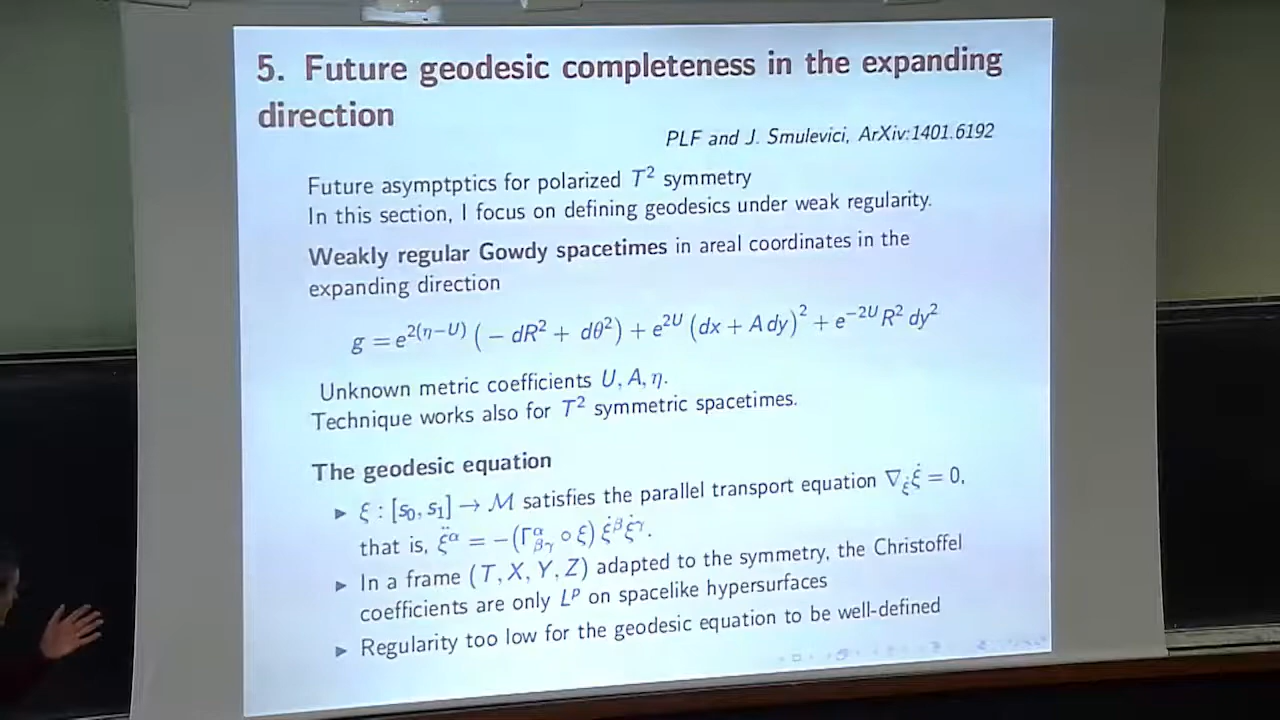 5. Future geodesic completeness in the expanding
direction
PLF and J. Smulevici, ArXiv:1401.6192
Future asymptptics for polarized T² symmetry
In this section, I focus on defining geodesics under weak regularity.
Weakly regular Gowdy spacetimes in areal coordinates in the
expanding direction
g = e^{2(η−U)} ( − dR² + dθ²) + e^{2U} (dx + A dy)² + e^{−2U} R² dy²
Unknown metric coefficients U, A, η.
Technique works also for T² symmetric spacetimes.
The geodesic equation
▶ ξ : [s₀, s₁] → M satisfies the parallel transport equation ∇_{ξ̇} ξ̇ = 0,
that is, ξ̈^α = −(Γ^α_{βγ} ∘ ξ) ξ̇^β ξ̇^γ.
▶ In a frame (T, X, Y, Z) adapted to the symmetry, the Christoffel
coefficients are only L^p on spacelike hypersurfaces
▶ Regularity too low for the geodesic equation to be well-defined